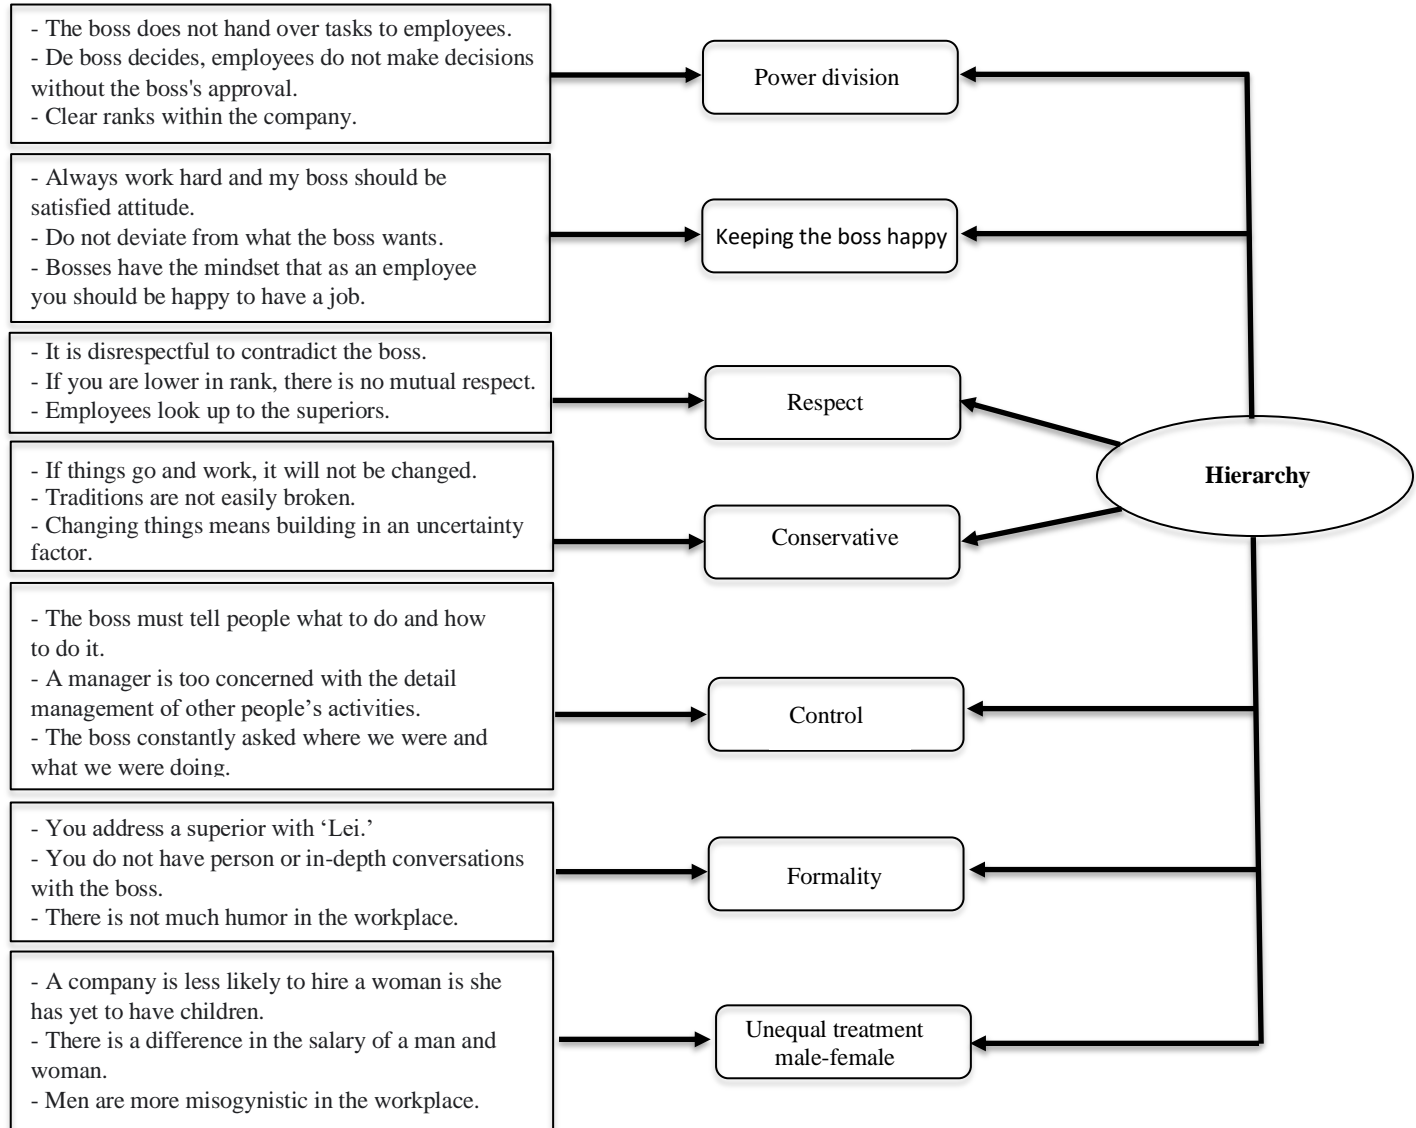 - The boss does not hand over tasks to employees.
- De boss decides, employees do not make decisions
without the boss's approval.
- Clear ranks within the company.
Power division
- Always work hard and my boss should be
satisfied attitude.
- Do not deviate from what the boss wants.
- Bosses have the mindset that as an employee
you should be happy to have a job.
Keeping the boss happy
- It is disrespectful to contradict the boss.
- If you are lower in rank, there is no mutual respect.
- Employees look up to the superiors.
Respect
Hierarchy
- If things go and work, it will not be changed.
- Traditions are not easily broken.
- Changing things means building in an uncertainty
factor.
Conservative
- The boss must tell people what to do and how
to do it.
- A manager is too concerned with the detail
management of other people’s activities.
- The boss constantly asked where we were and
what we were doing.
Control
- You address a superior with ‘Lei.’
- You do not have person or in-depth conversations
with the boss.
- There is not much humor in the workplace.
Formality
- A company is less likely to hire a woman is she
has yet to have children.
- There is a difference in the salary of a man and
woman.
- Men are more misogynistic in the workplace.
Unequal treatment
male-female